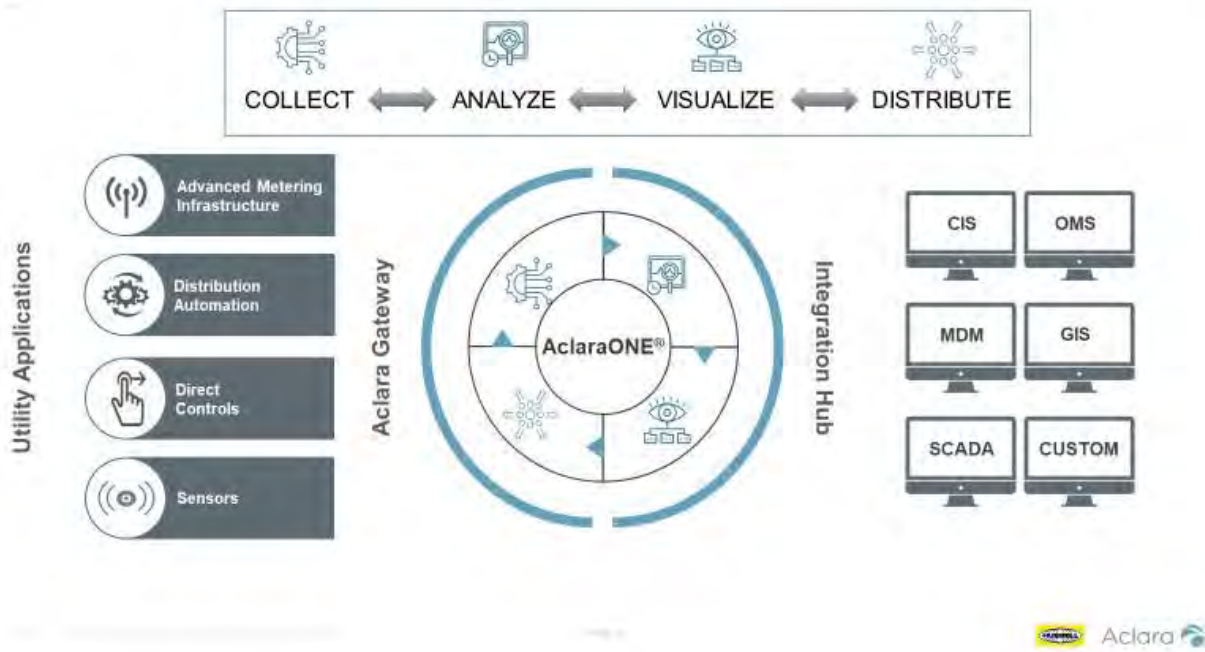 COLLECT ANALYZE VISUALIZE DISTRIBUTE
Utility Applications
Advanced Metering
Infrastructure
Distribution
Automation
Direct
Controls
Sensors
Aclara Gateway
AclaraONE®
Integration Hub
CIS OMS
MDM GIS
SCADA CUSTOM
HUBBELL Aclara